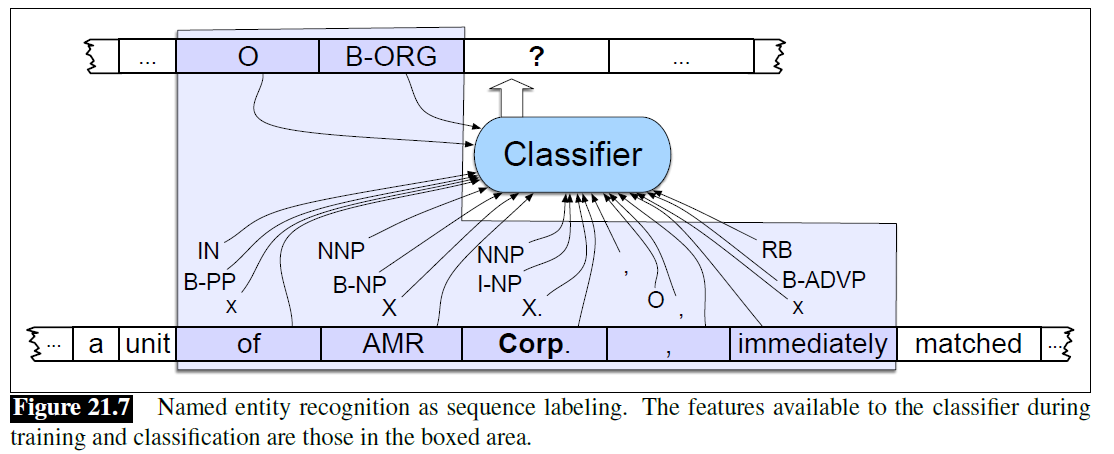 ... O B-ORG ? ...
Classifier
IN NNP NNP , RB
B-PP B-NP I-NP O B-ADVP
x X X. , x
... a unit of AMR Corp. , immediately matched ...
Figure 21.7 Named entity recognition as sequence labeling. The features available to the classifier during
training and classification are those in the boxed area.